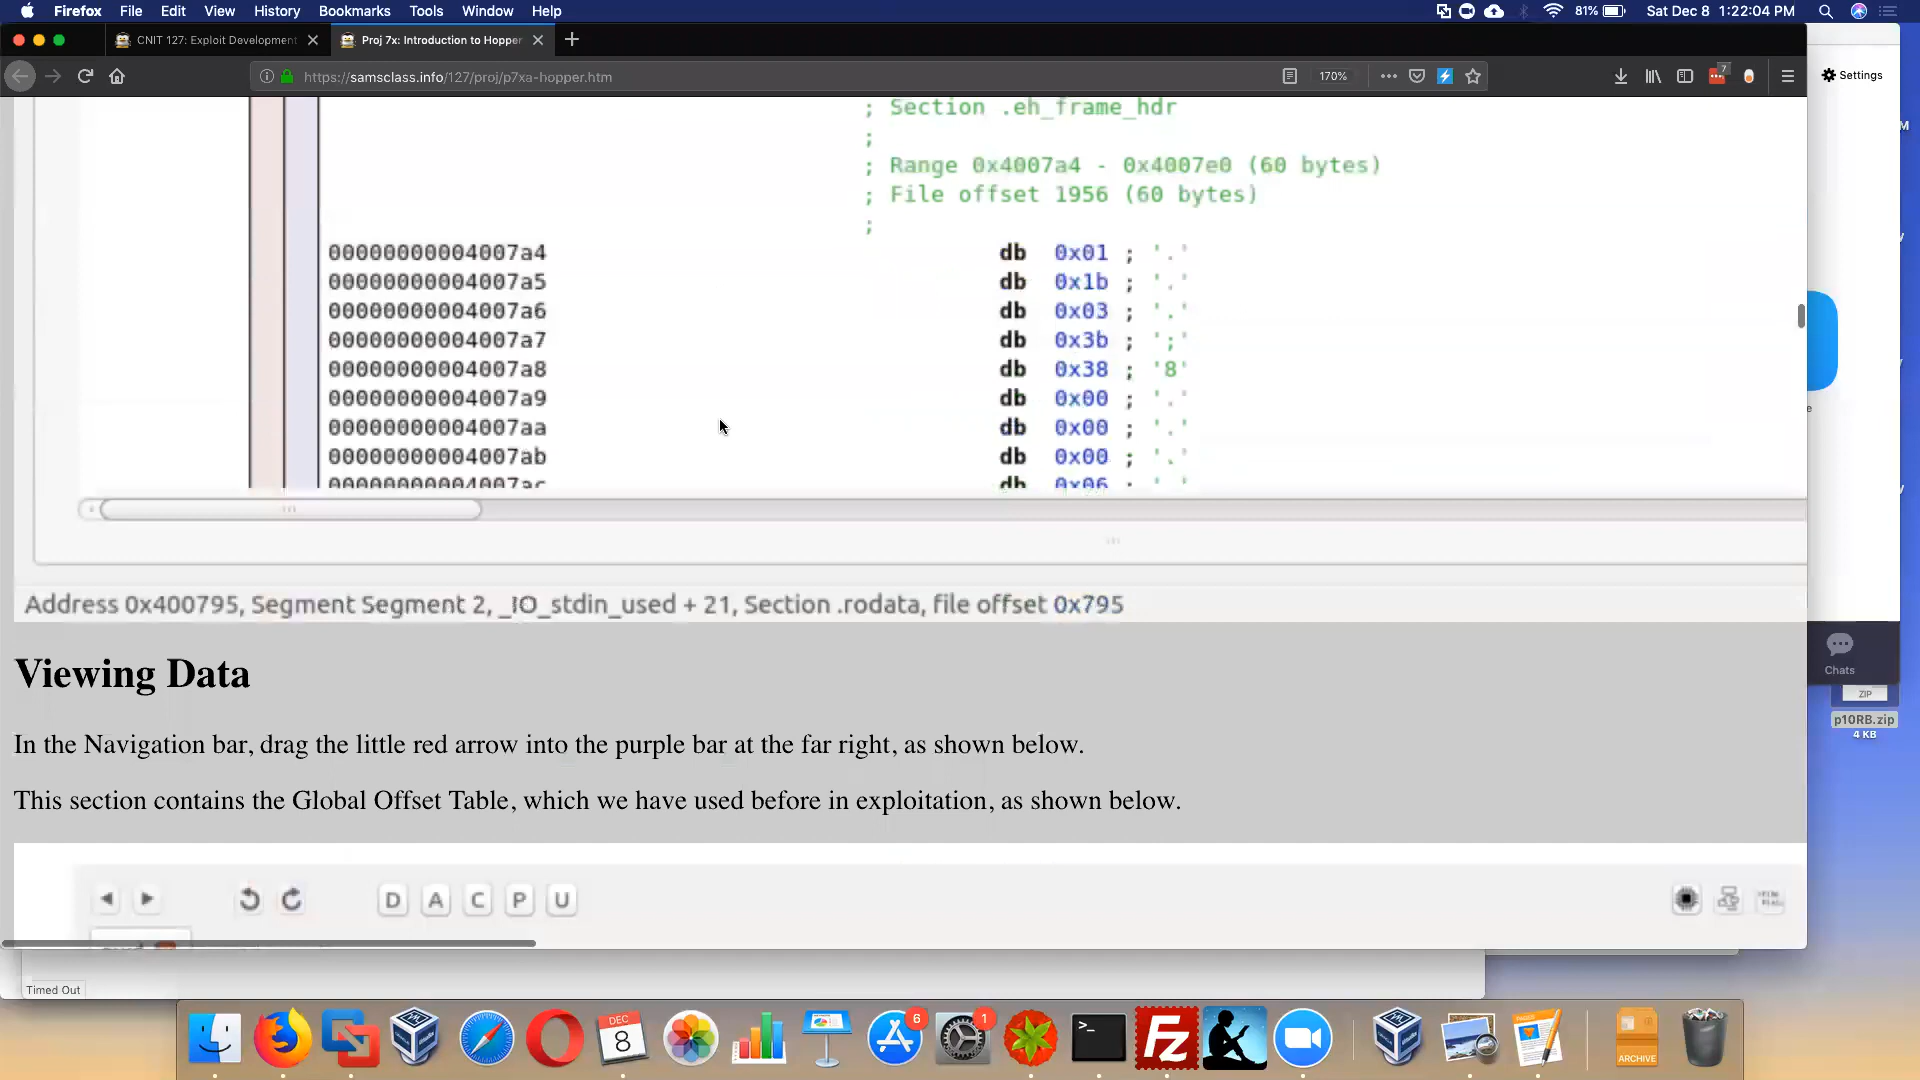 Firefox File Edit View History Bookmarks Tools Window Help 81% Sat Dec 8 1:22:04 PM
CNIT 127: Exploit Development Proj 7x: Introduction to Hopper
https://samsclass.info/127/proj/p7xa-hopper.htm 170% 7 Settings
; Section .eh_frame_hdr
;
; Range 0x4007a4 - 0x4007e0 (60 bytes)
; File offset 1956 (60 bytes)
;
00000000004007a4 db 0x01 ; '.'
00000000004007a5 db 0x1b ; '.'
00000000004007a6 db 0x03 ; '.'
00000000004007a7 db 0x3b ; ';'
00000000004007a8 db 0x38 ; '8'
00000000004007a9 db 0x00 ; '.'
00000000004007aa db 0x00 ; '.'
00000000004007ab db 0x00 ; '.'
00000000004007ac db 0x06 ; '.'
Address 0x400795, Segment Segment 2, _IO_stdin_used + 21, Section .rodata, file offset 0x795
Viewing Data
In the Navigation bar, drag the little red arrow into the purple bar at the far right, as shown below.
This section contains the Global Offset Table, which we have used before in exploitation, as shown below.
D A C P U
Chats
ZIP
p10RB.zip
4 KB
Timed Out
DEC
8
6
1
>_
Fz
PAGES
ARCHIVE